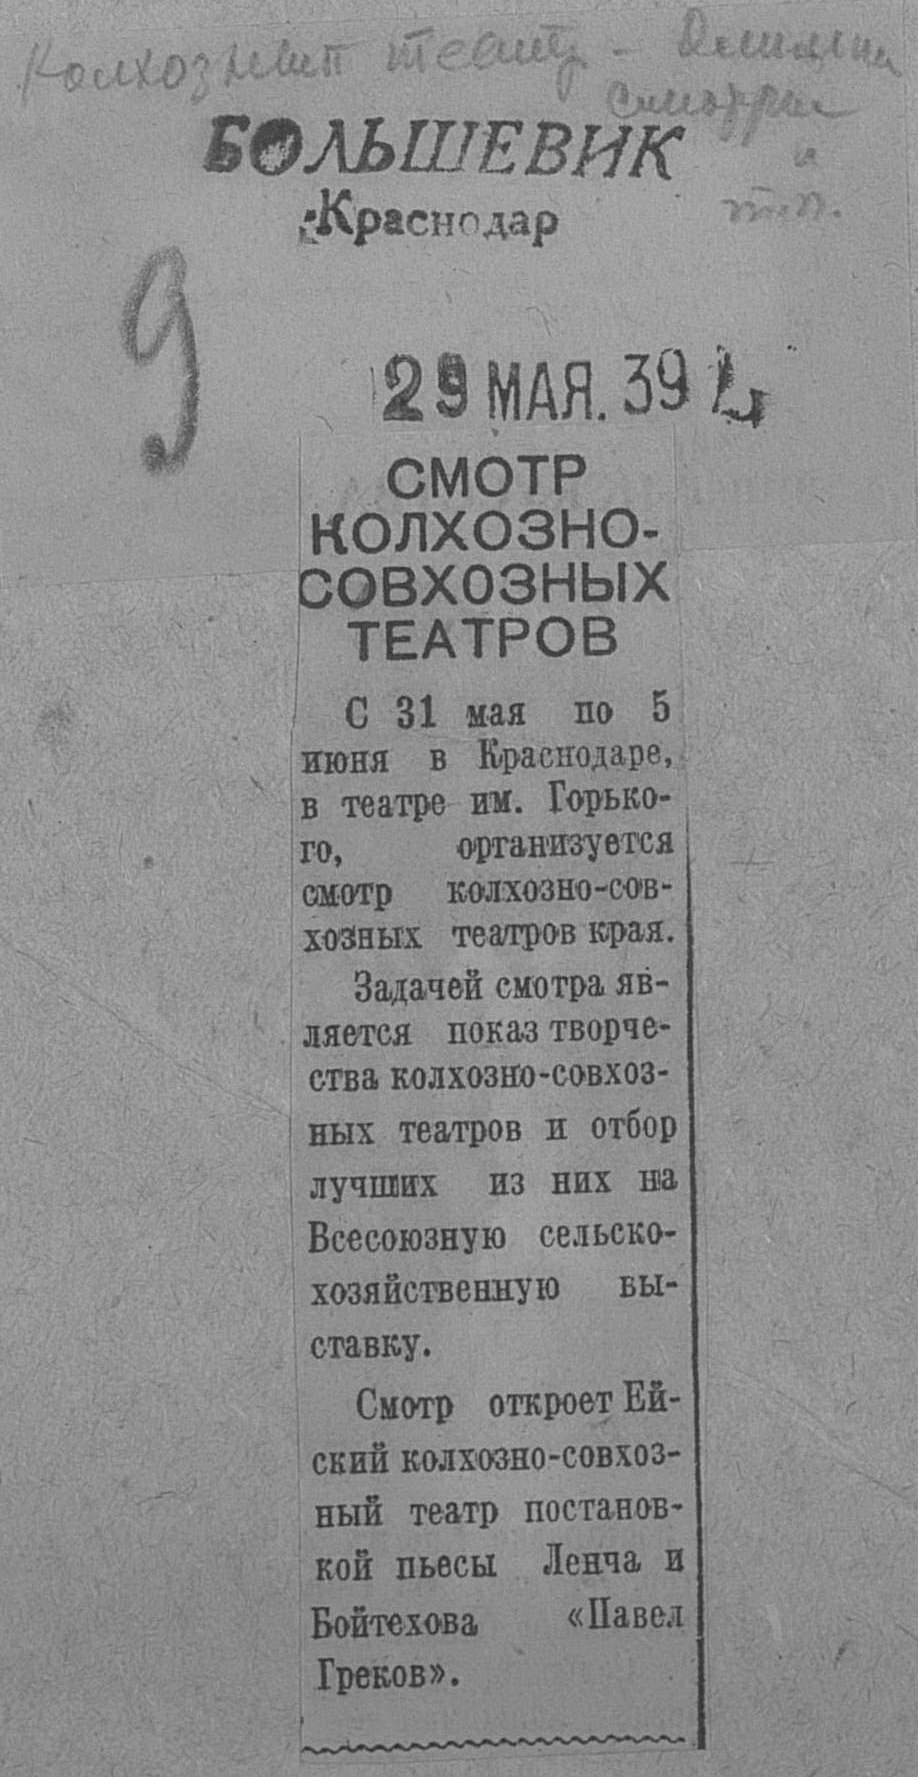 Колхозный театр –
смотры
и
т.п.
БОЛЬШЕВИК
Краснодар
9
29 МАЯ. 39
СМОТР
КОЛХОЗНО-
СОВХОЗНЫХ
ТЕАТРОВ
С 31 мая по 5
июня в Краснодаре,
в театре им. Горько-
го, организуется
смотр колхозно-сов-
хозных театров края.
Задачей смотра яв-
ляется показ творче-
ства колхозно-совхоз-
ных театров и отбор
лучших из них на
Всесоюзную сельско-
хозяйственную вы-
ставку.
Смотр откроет Ей-
ский колхозно-совхоз-
ный театр постанов-
кой пьесы Ленча и
Бойтехова «Павел
Греков».